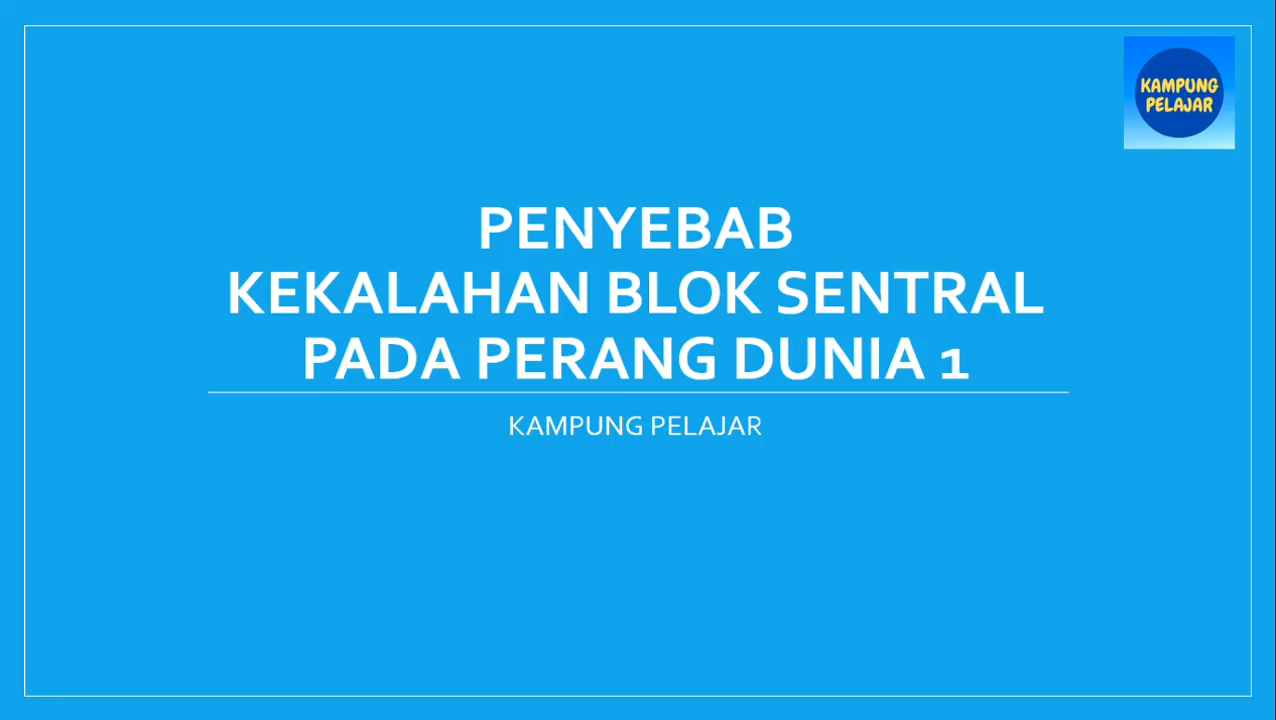 KAMPUNG
PELAJAR
PENYEBAB
KEKALAHAN BLOK SENTRAL
PADA PERANG DUNIA 1
KAMPUNG PELAJAR